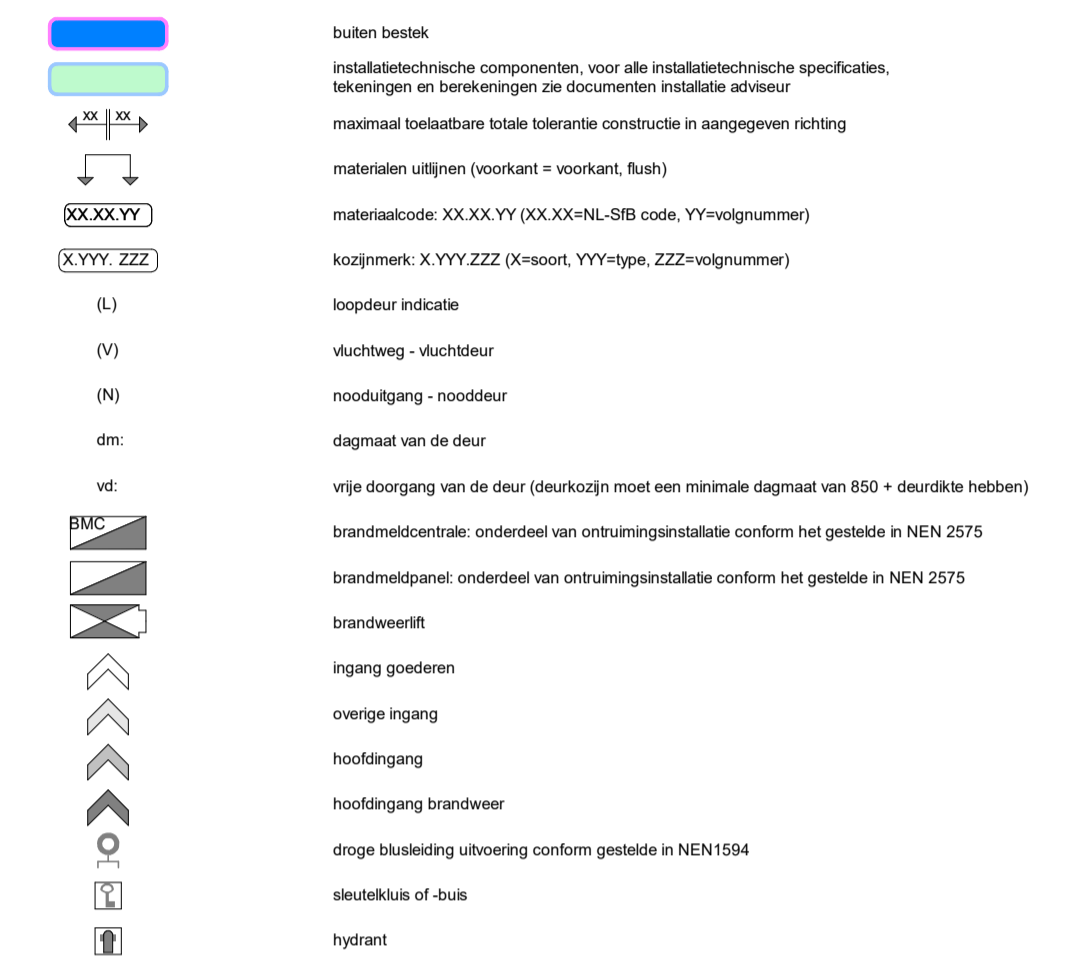 buiten bestek
installatietechnische componenten, voor alle installatietechnische specificaties,
tekeningen en berekeningen zie documenten installatie adviseur
XX XX
maximaal toelaatbare totale tolerantie constructie in aangegeven richting
materialen uitlijnen (voorkant = voorkant, flush)
XX.XX.YY materiaalcode: XX.XX.YY (XX.XX=NL-SfB code, YY=volgnummer)
X.YYY. ZZZ kozijnmerk: X.YYY.ZZZ (X=soort, YYY=type, ZZZ=volgnummer)
(L) loopdeur indicatie
(V) vluchtweg - vluchtdeur
(N) nooduitgang - nooddeur
dm: dagmaat van de deur
vd: vrije doorgang van de deur (deurkozijn moet een minimale dagmaat van 850 + deurdikte hebben)
BMC brandmeldcentrale: onderdeel van ontruimingsinstallatie conform het gestelde in NEN 2575
brandmeldpanel: onderdeel van ontruimingsinstallatie conform het gestelde in NEN 2575
brandweerlift
ingang goederen
overige ingang
hoofdingang
hoofdingang brandweer
droge blusleiding uitvoering conform gestelde in NEN1594
sleutelkluis of -buis
hydrant